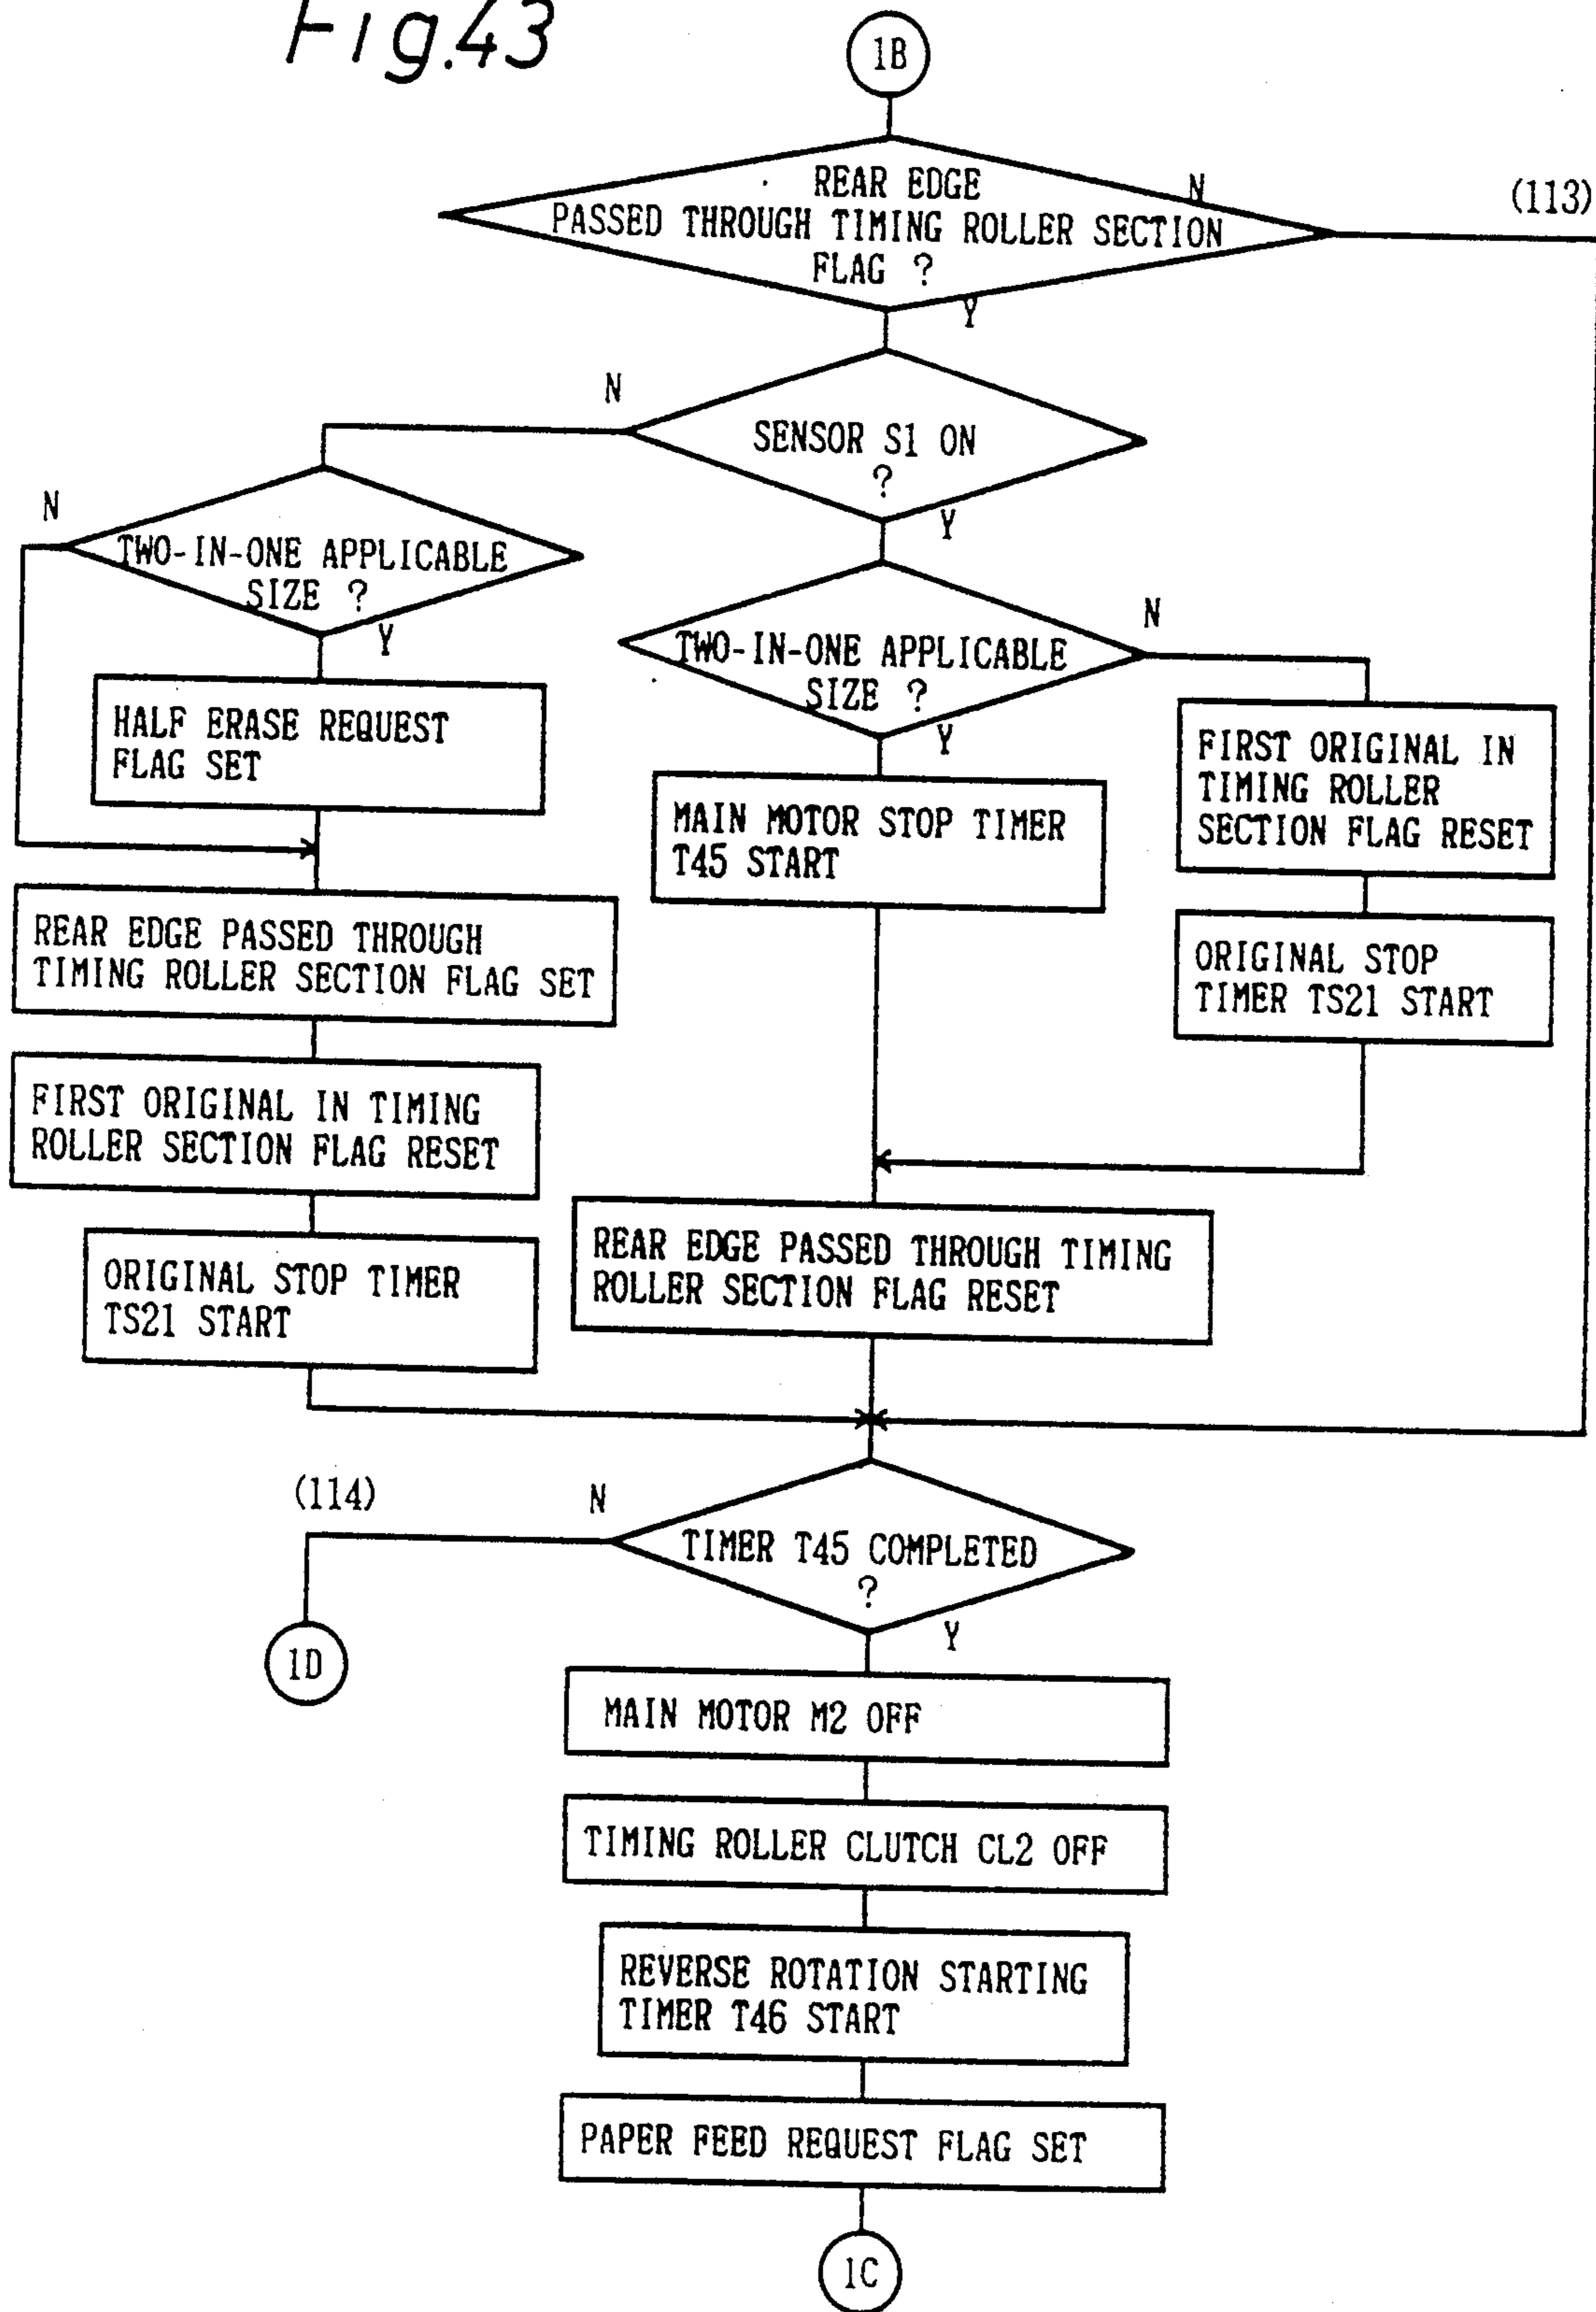 Fig.43
1B
REAR EDGE
PASSED THROUGH TIMING ROLLER SECTION
FLAG ?
N
(113)
Y
SENSOR S1 ON
?
N
Y
TWO-IN-ONE APPLICABLE
SIZE ?
N
Y
HALF ERASE REQUEST
FLAG SET
REAR EDGE PASSED THROUGH
TIMING ROLLER SECTION FLAG SET
FIRST ORIGINAL IN TIMING
ROLLER SECTION FLAG RESET
ORIGINAL STOP TIMER
TS21 START
TWO-IN-ONE APPLICABLE
SIZE ?
N
Y
MAIN MOTOR STOP TIMER
T45 START
FIRST ORIGINAL IN
TIMING ROLLER
SECTION FLAG RESET
ORIGINAL STOP
TIMER TS21 START
REAR EDGE PASSED THROUGH TIMING
ROLLER SECTION FLAG RESET
(114)
N
TIMER T45 COMPLETED
?
Y
1D
MAIN MOTOR M2 OFF
TIMING ROLLER CLUTCH CL2 OFF
REVERSE ROTATION STARTING
TIMER T46 START
PAPER FEED REQUEST FLAG SET
1C